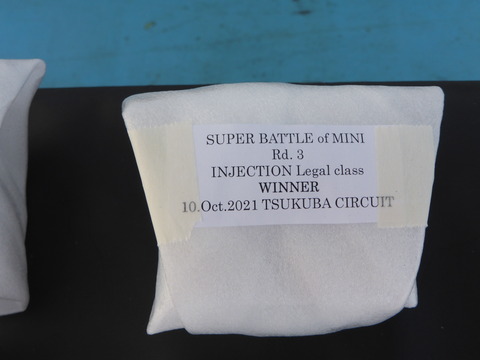 SUPER BATTLE of MINI
Rd. 3
INJECTION Legal class
WINNER
10.Oct.2021 TSUKUBA CIRCUIT